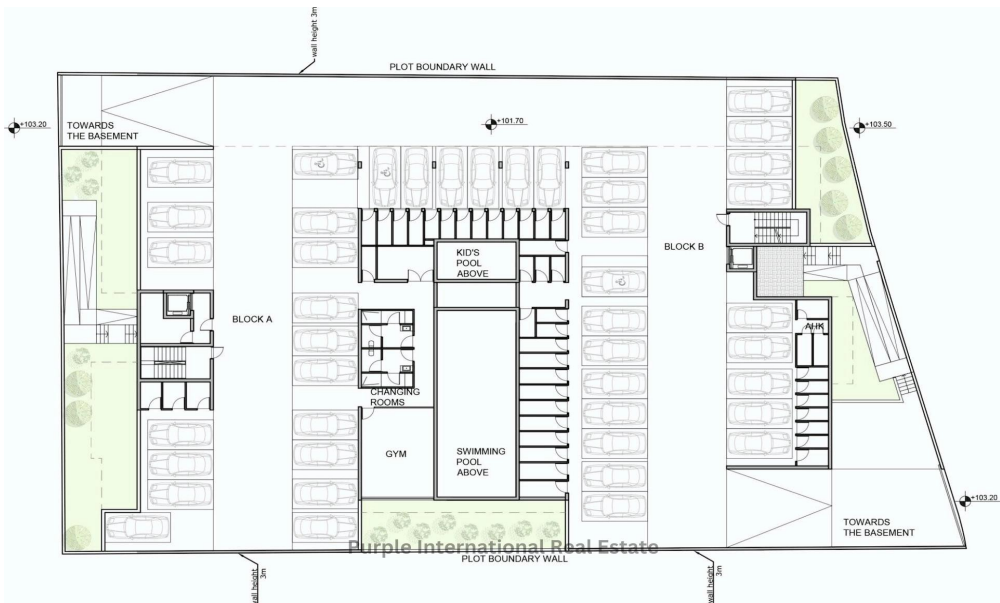 wall height 3m
PLOT BOUNDARY WALL
TOWARDS
THE BASEMENT
+103.20
+101.70
+103.50
KID'S
POOL
ABOVE
BLOCK A
BLOCK B
AHK
CHANGING
ROOMS
GYM
SWIMMING
POOL
ABOVE
+103.20
TOWARDS
THE BASEMENT
Purple International Real Estate
PLOT BOUNDARY WALL
wall height
3m
wall height
3m